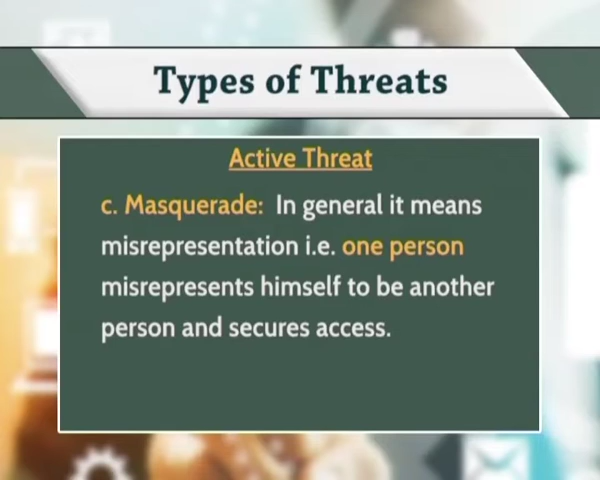 Types of Threats
Active Threat
c. Masquerade: In general it means
misrepresentation i.e. one person
misrepresents himself to be another
person and secures access.